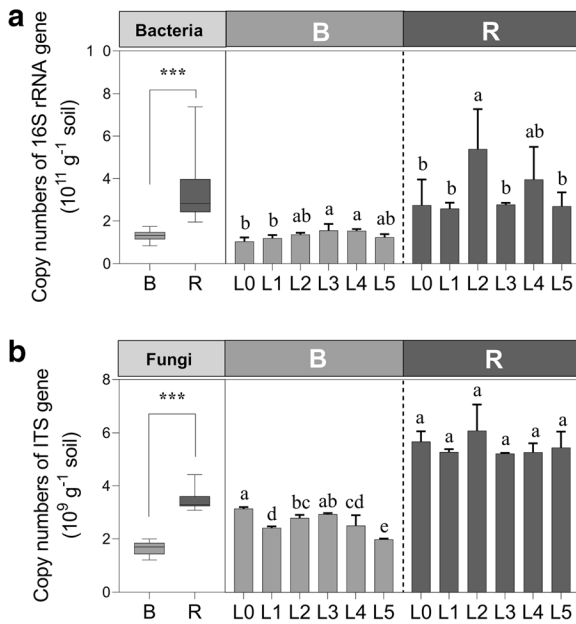 a
Bacteria B R
Copy numbers of 16S rRNA gene
(10¹¹ g⁻¹ soil)
1 0
8
6
4
2
0
***
b b ab a a ab
b b a b ab b
B R L0 L1 L2 L3 L4 L5 L0 L1 L2 L3 L4 L5
b
Fungi B R
Copy numbers of ITS gene
(10⁹ g⁻¹ soil)
8
6
4
2
0
***
a d bc ab cd e
a a a a a a
B R L0 L1 L2 L3 L4 L5 L0 L1 L2 L3 L4 L5